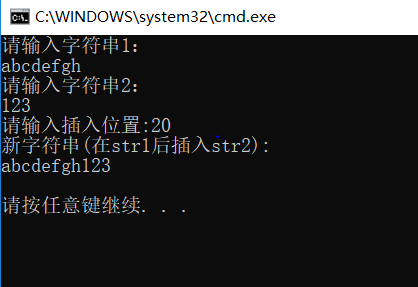 C:\WINDOWS\system32\cmd.exe
请输入字符串1:
abcdefgh
请输入字符串2:
123
请输入插入位置:20
新字符串(在str1后插入str2):
abcdefgh123
请按任意键继续. . .